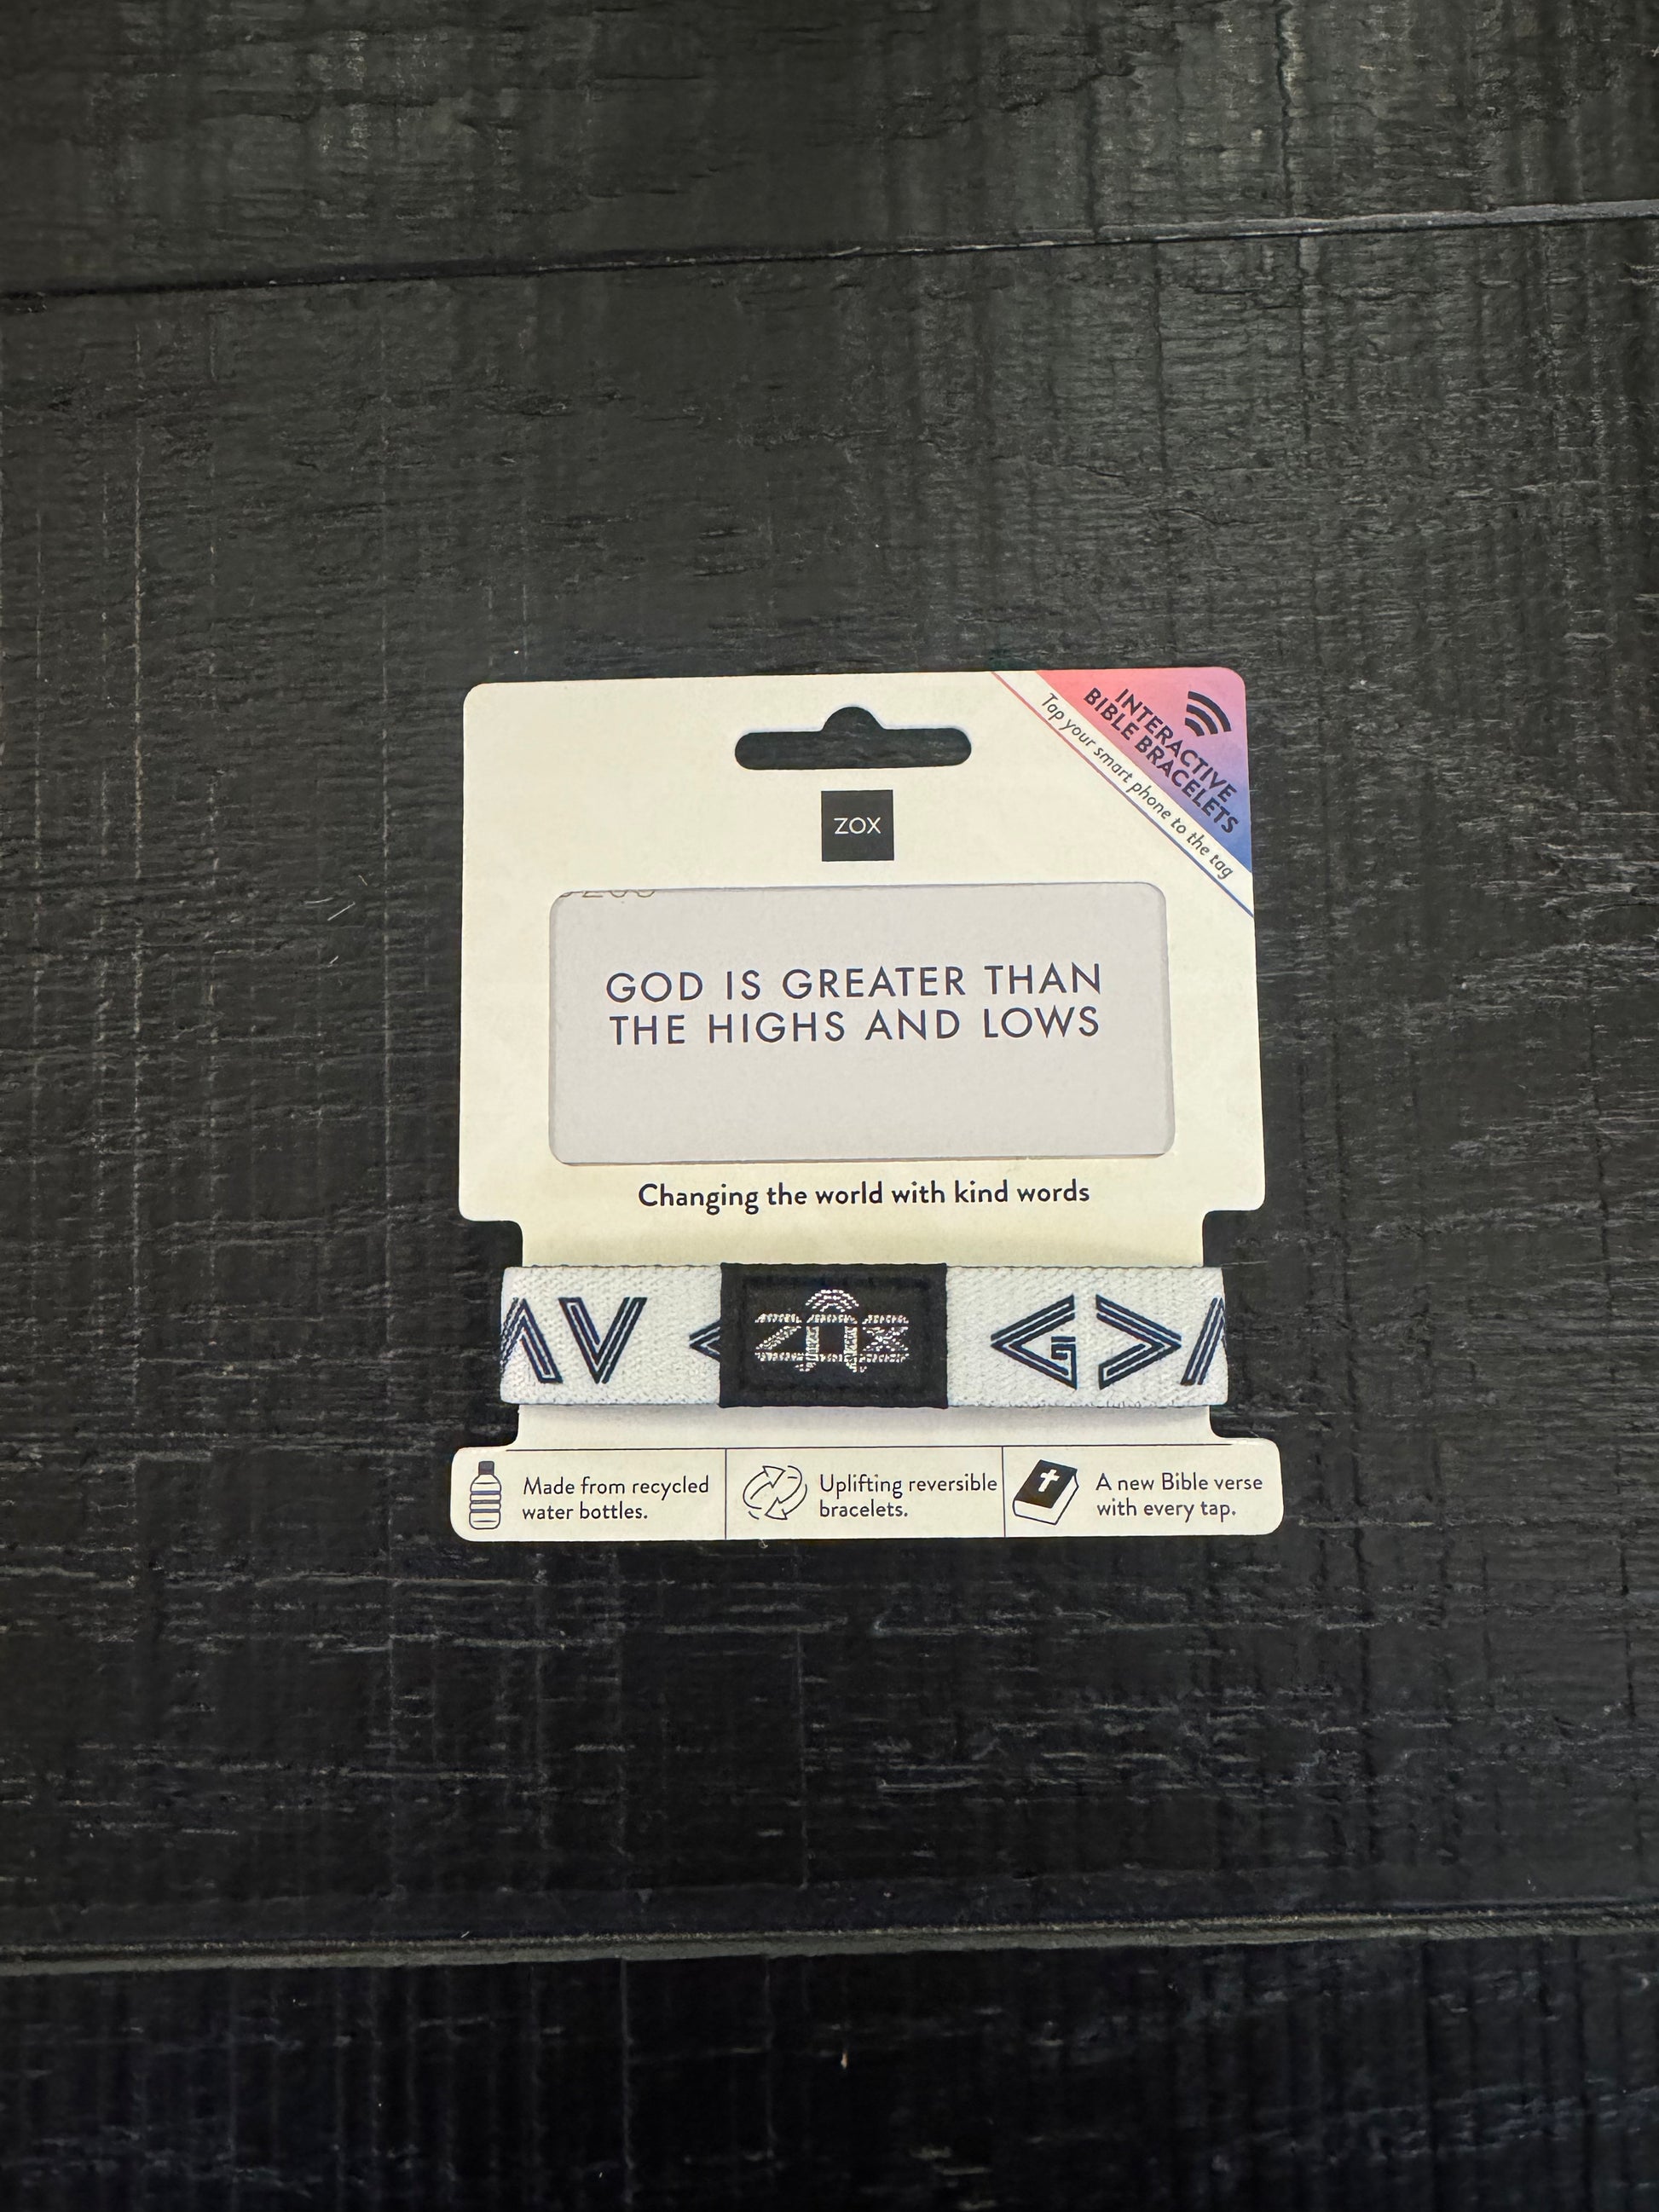 INTERACTIVE
BIBLE BRACELETS
Tap your smart phone to the tag
ZOX
GOD IS GREATER THAN
THE HIGHS AND LOWS
Changing the world with kind words
ΛV < ZOX <G>Λ
Made from recycled
water bottles.
Uplifting reversible
bracelets.
A new Bible verse
with every tap.